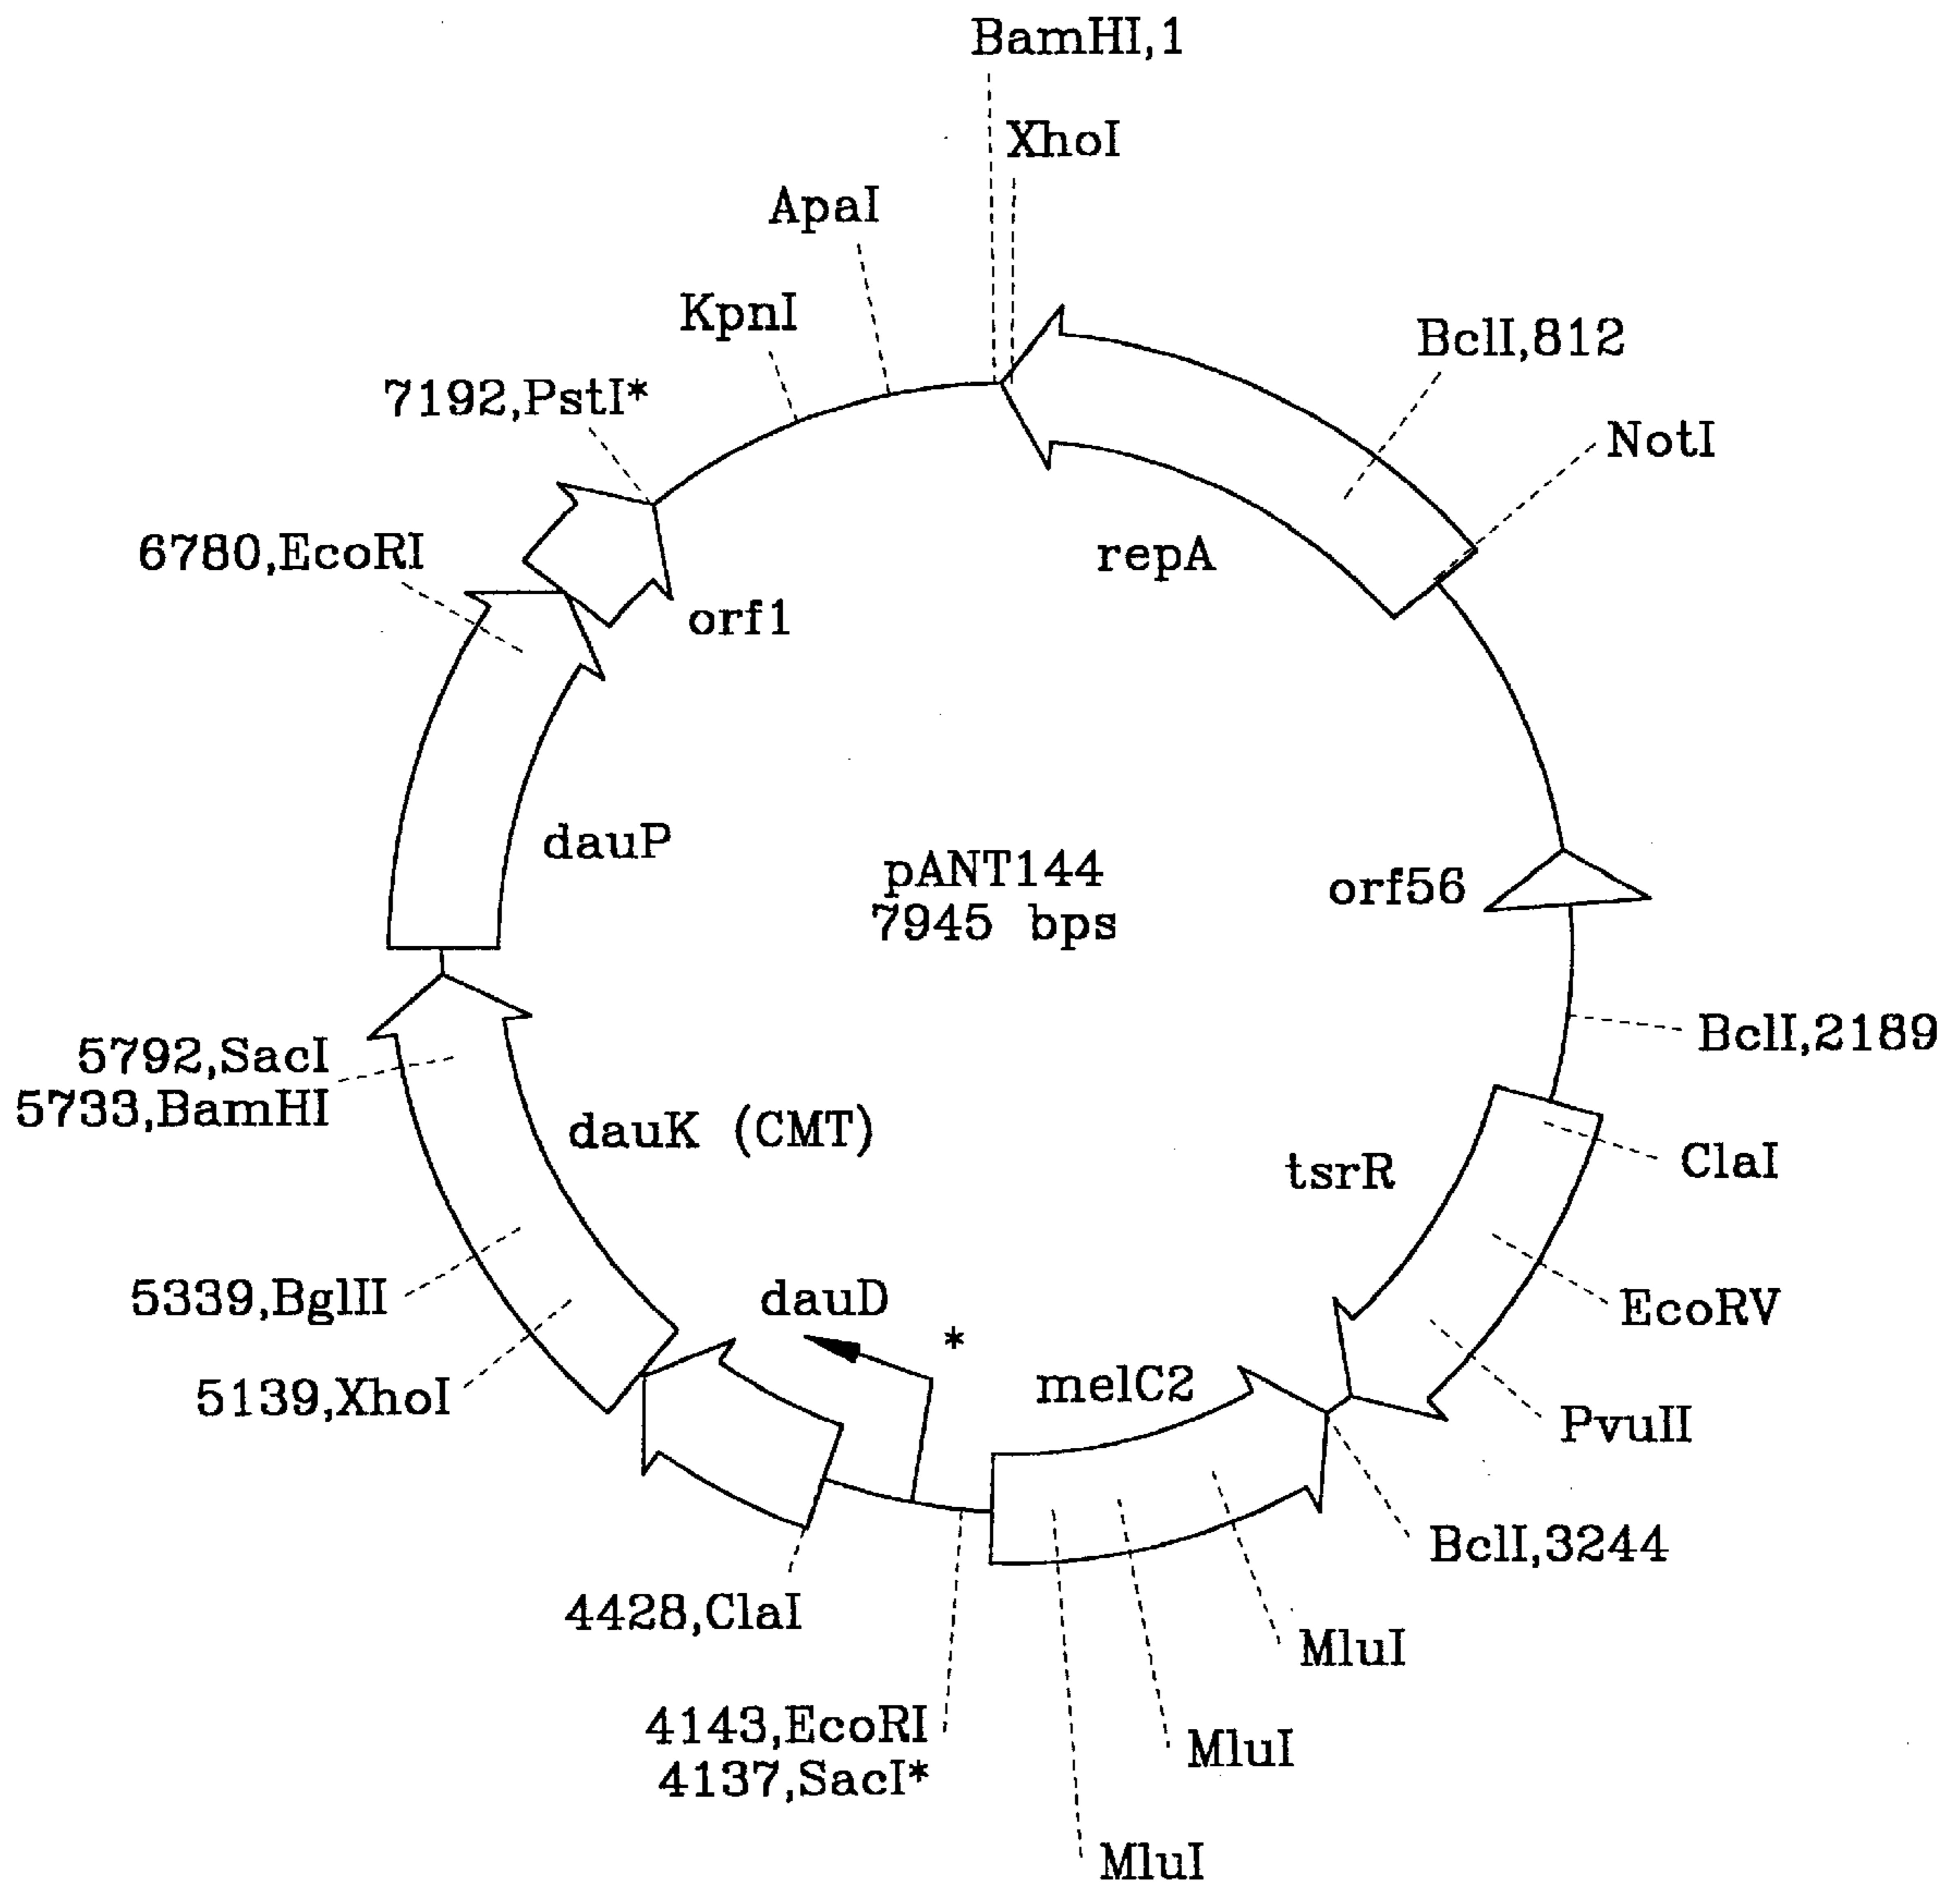 BamHI,1
XhoI
ApaI
KpnI
BclI,812
7192,PstI*
NotI
6780,EcoRI
repA
orf1
dauP
pANT144
7945 bps
orf56
5792,SacI
5733,BamHI
BclI,2189
dauK (CMT)
tsrR
ClaI
5339,BglII
dauD
*
EcoRV
5139,XhoI
melC2
PvuII
BclI,3244
4428,ClaI
MluI
4143,EcoRI
4137,SacI*
MluI
MluI